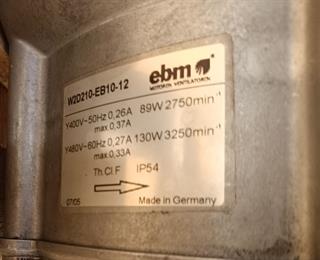 W2D210-EB10-12
ebm
MOTOREN VENTILATOREN
Y400V~50Hz 0,26A 89W 2750min⁻¹
max.0,37A
Y480V~60Hz 0,27A 130W 3250min⁻¹
max.0,33A
Th.Cl.F IP54
07/05 Made in Germany